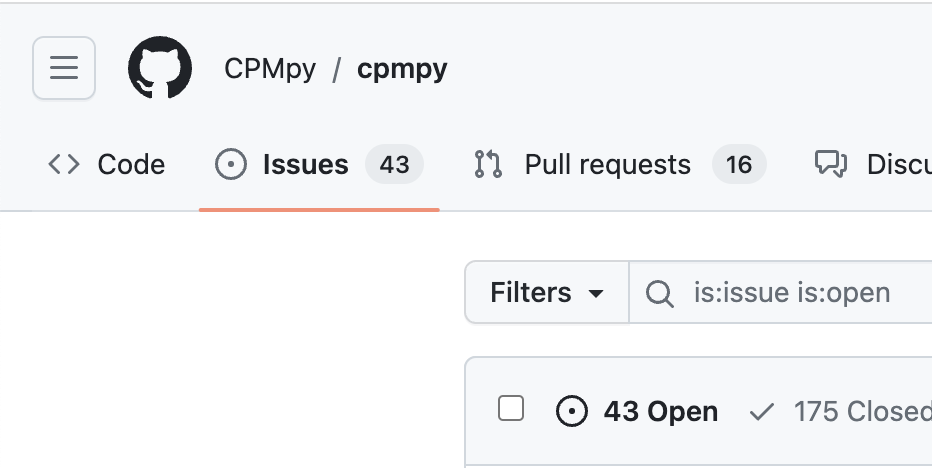 CPMpy / cpmpy
Code Issues 43 Pull requests 16
Filters is:issue is:open
43 Open 175 Closed